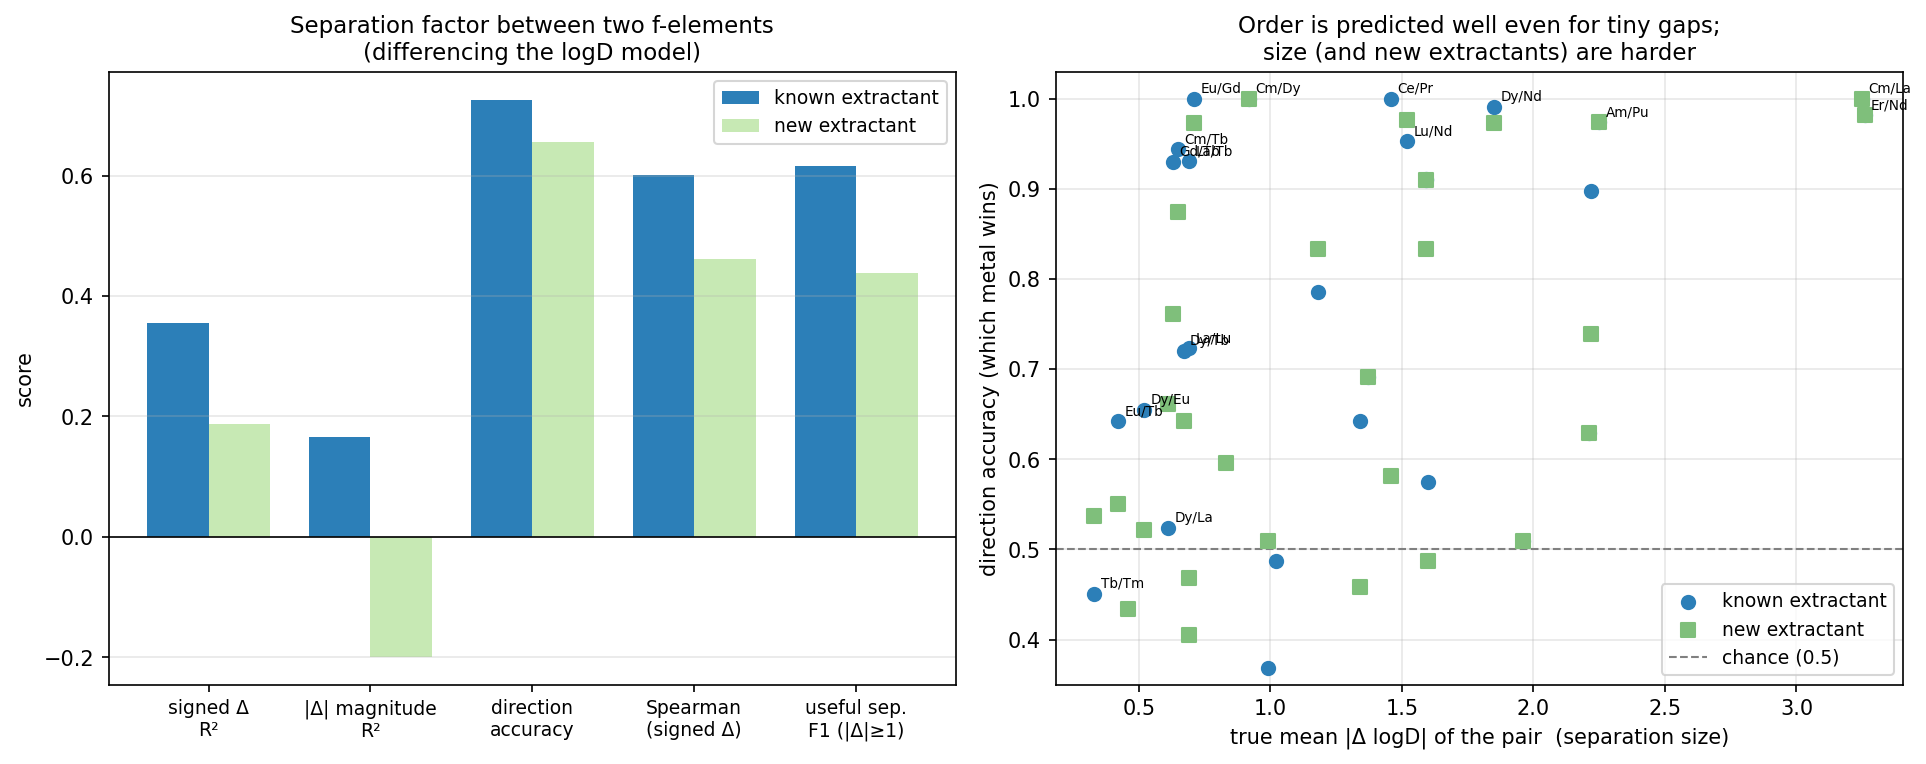 Separation factor between two f-elements
(differencing the logD model)
score
0.6
0.4
0.2
0.0
−0.2
known extractant
new extractant
signed Δ
R²
|Δ| magnitude
R²
direction
accuracy
Spearman
(signed Δ)
useful sep.
F1 (|Δ|≥1)
Order is predicted well even for tiny gaps;
size (and new extractants) are harder
direction accuracy (which metal wins)
1.0
0.9
0.8
0.7
0.6
0.5
0.4
Eu/Gd
Cm/Dy
Ce/Pr
Dy/Nd
Am/Pu
Cm/La
Er/Nd
Lu/Nd
Cm/Tb
La/Lu
Dy/Tb
Dy/Eu
Eu/Tb
Dy/La
Tb/Tm
known extractant
new extractant
chance (0.5)
0.5
1.0
1.5
2.0
2.5
3.0
true mean |Δ logD| of the pair (separation size)